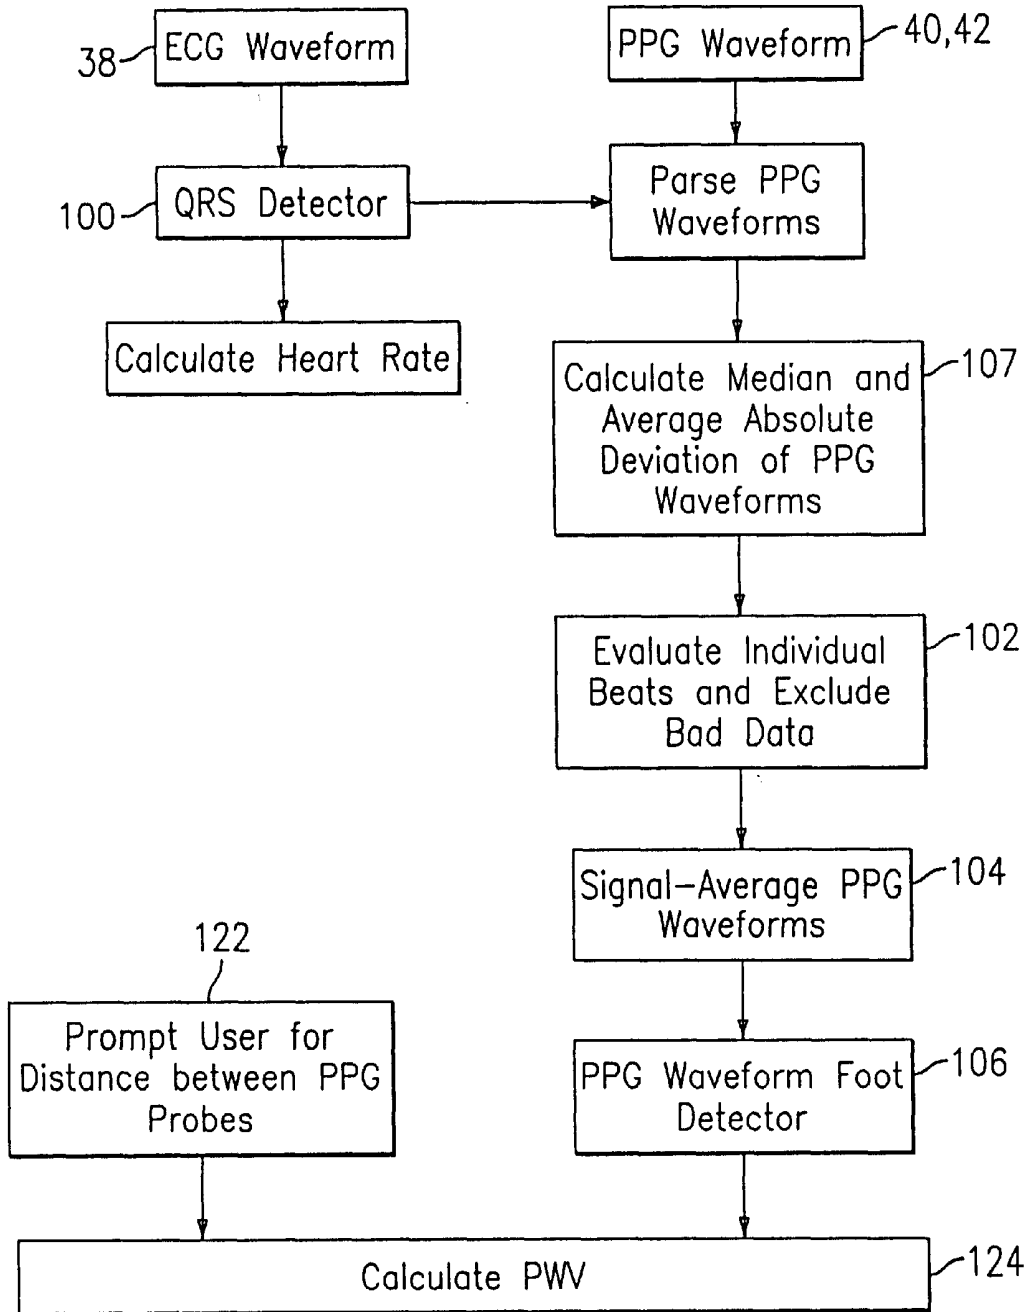 38
ECG Waveform
PPG Waveform
40,42
100
QRS Detector
Parse PPG
Waveforms
Calculate Heart Rate
Calculate Median and
Average Absolute
Deviation of PPG
Waveforms
107
Evaluate Individual
Beats and Exclude
Bad Data
102
Signal-Average PPG
Waveforms
104
122
Prompt User for
Distance between PPG
Probes
PPG Waveform Foot
Detector
106
Calculate PWV
124